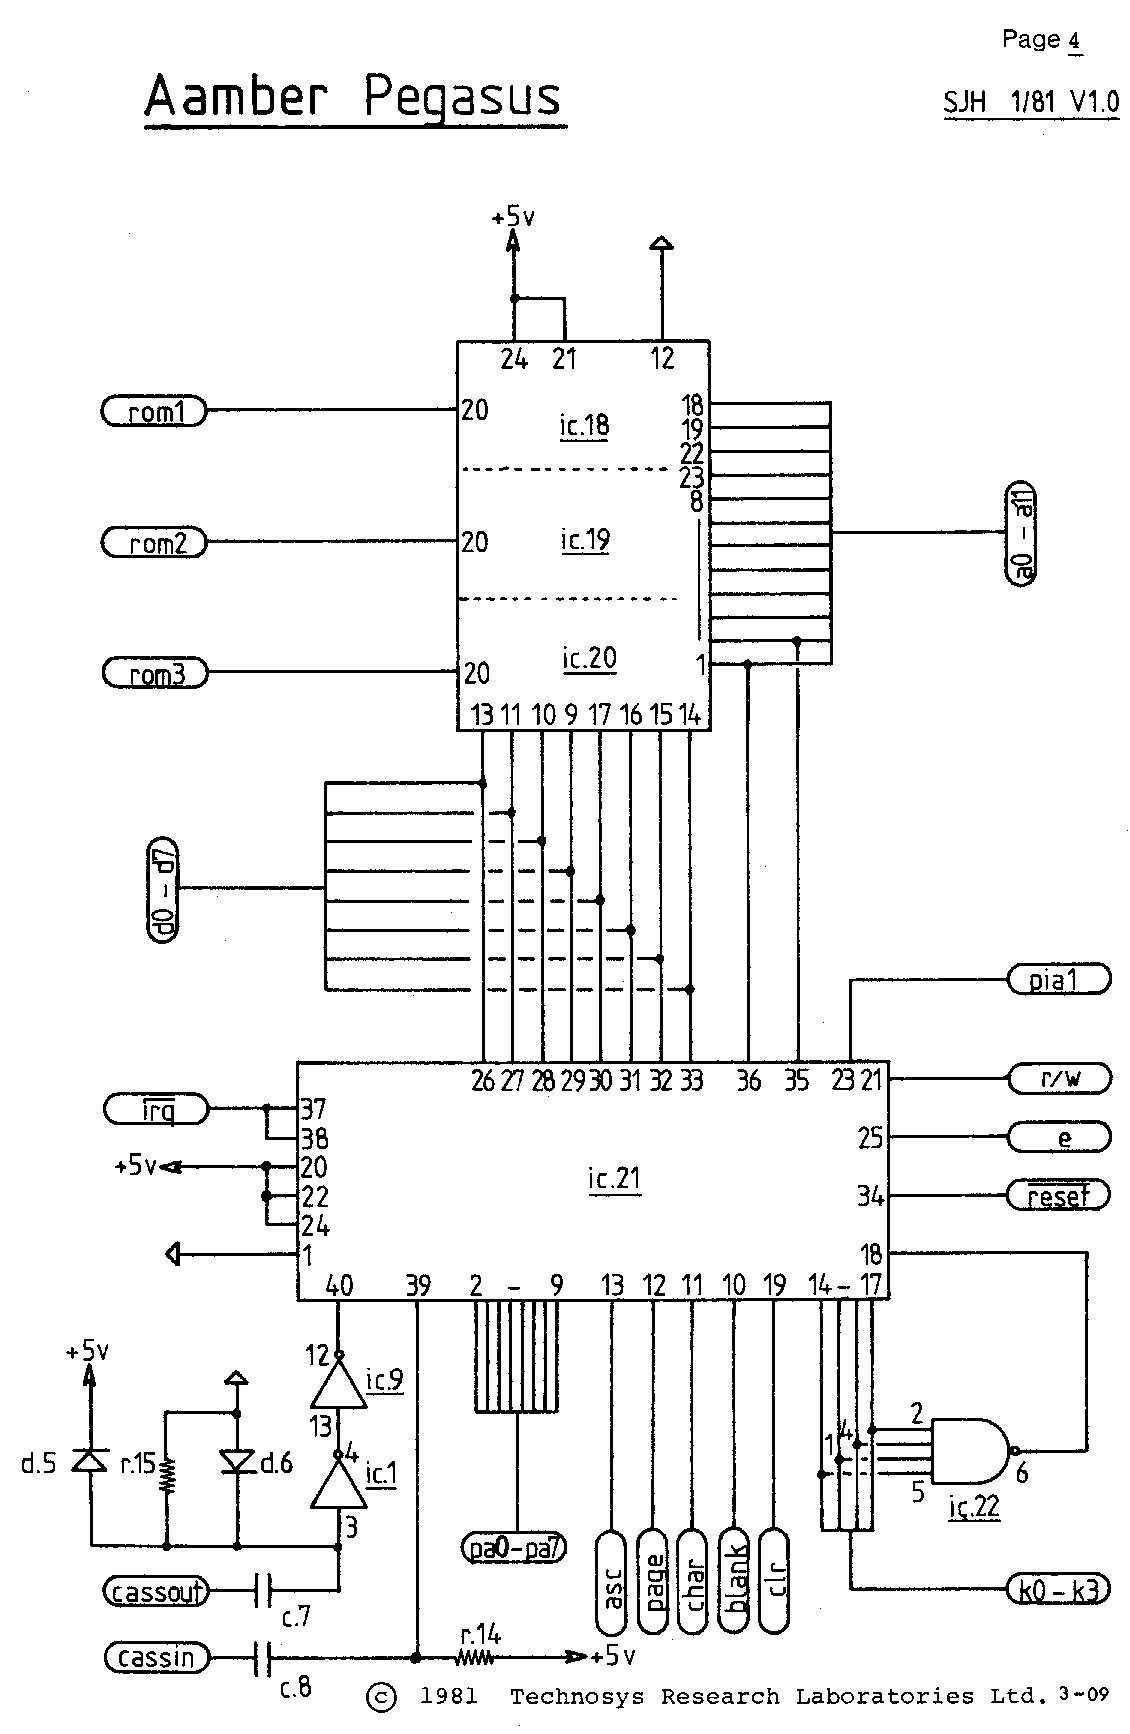 Page 4
Aamber Pegasus
SJH 1/81 V1.0
+5v
24 21 12
rom1 20 ic.18 18
19
22
23
8
rom2 20 ic.19
a0 - a11
rom3 20 ic.20 1
13 11 10 9 17 16 15 14
d0 - d7
pia1
26 27 28 29 30 31 32 33 36 35 23 21 r/w
irq 37
38
25 e
+5v 20
22
24
ic.21
34 reset
1 18
40 39 2 - 9 13 12 11 10 19 14 - 17
+5v
12 ic.9
13
d.5 r.15 d.6
4 ic.1
3
2
4
1
5
6
ic.22
pa0-pa7
asc
page
char
blank
clr
k0 - k3
cassout c.7
r.14
cassin c.8 +5v
© 1981 Technosys Research Laboratories Ltd. 3-09